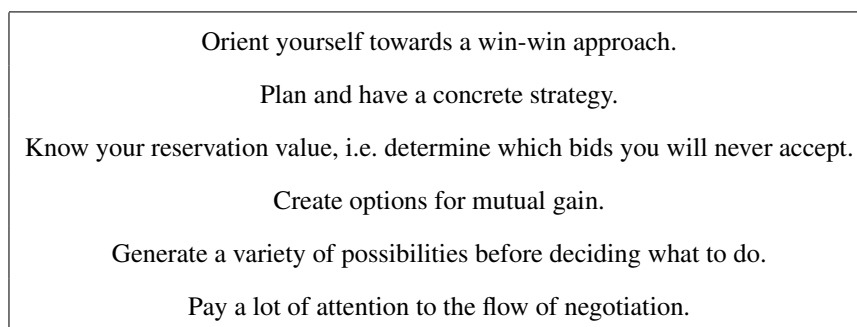 Orient yourself towards a win-win approach.
Plan and have a concrete strategy.
Know your reservation value, i.e. determine which bids you will never accept.
Create options for mutual gain.
Generate a variety of possibilities before deciding what to do.
Pay a lot of attention to the flow of negotiation.